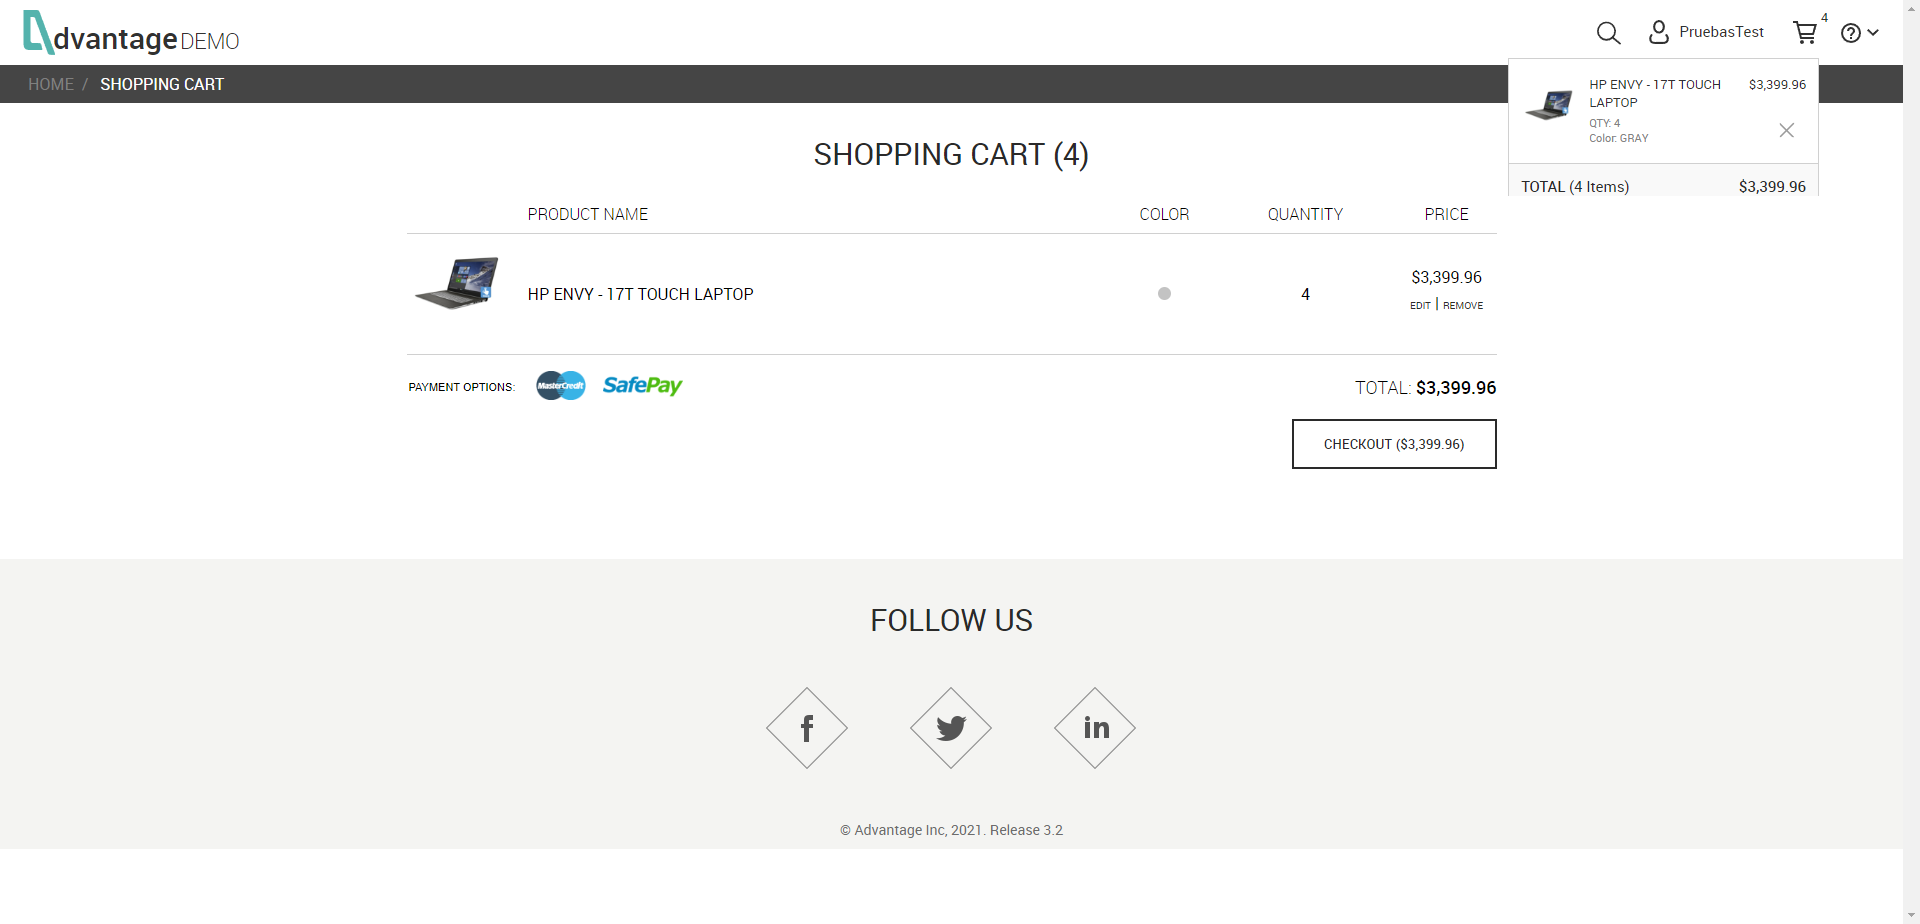 dvantage DEMO
PruebasTest
4
HOME / SHOPPING CART
HP ENVY - 17T TOUCH LAPTOP $3,399.96
QTY: 4
Color: GRAY
TOTAL (4 Items) $3,399.96
SHOPPING CART (4)
PRODUCT NAME COLOR QUANTITY PRICE
HP ENVY - 17T TOUCH LAPTOP 4 $3,399.96
EDIT | REMOVE
PAYMENT OPTIONS: MasterCredit SafePay TOTAL: $3,399.96
CHECKOUT ($3,399.96)
FOLLOW US
f in
© Advantage Inc, 2021. Release 3.2